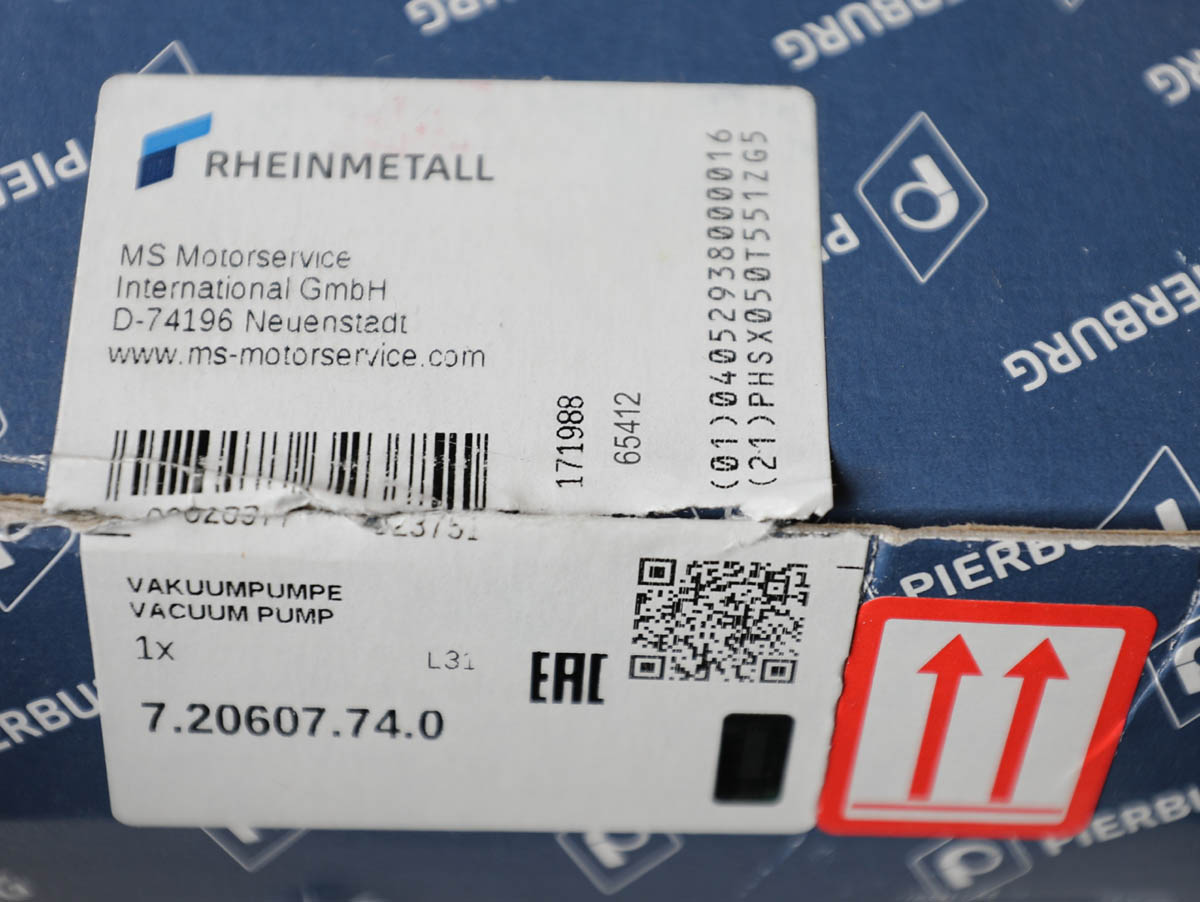 RHEINMETALL
MS Motorservice
International GmbH
D-74196 Neuenstadt
www.ms-motorservice.com
171988
65412
(01)04052938000016
(21)PHSX050T551ZG5
VAKUUMPUMPE
VACUUM PUMP
1x
L31
EAC
7.20607.74.0
PIERBURG
PIERBURG
PIERBURG